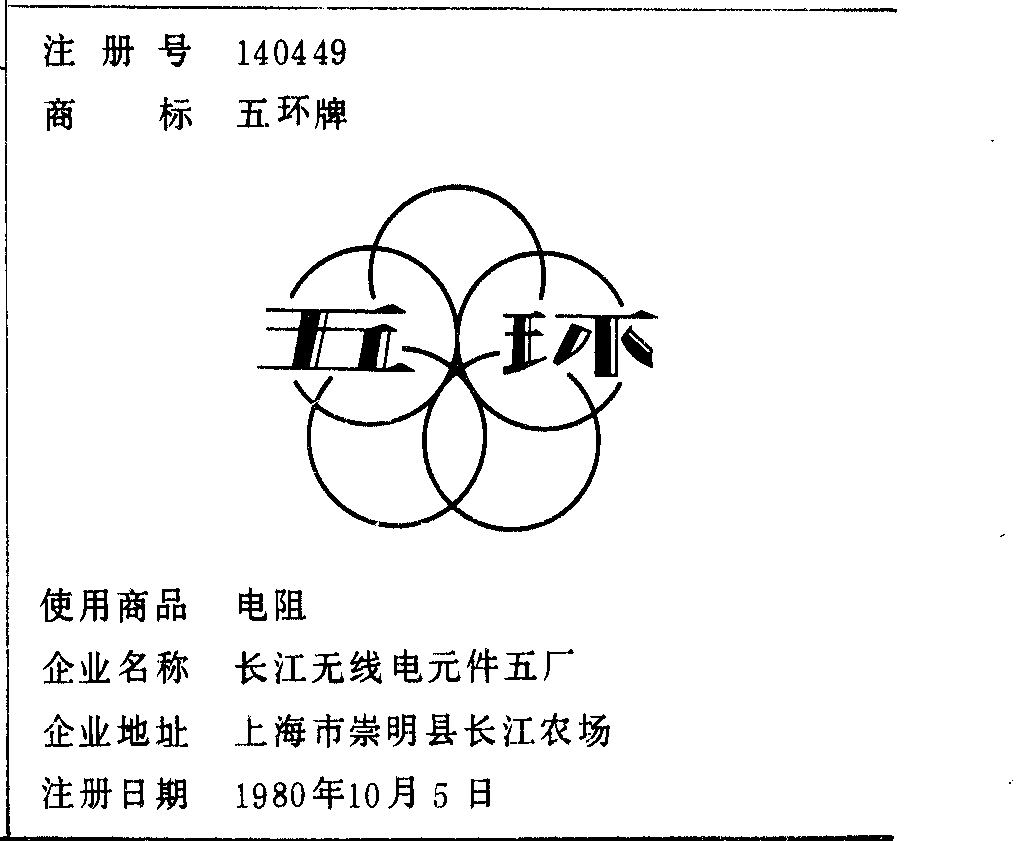 注册号 140449
商标 五环牌
五环
使用商品 电阻
企业名称 长江无线电元件五厂
企业地址 上海市崇明县长江农场
注册日期 1980年10月5日